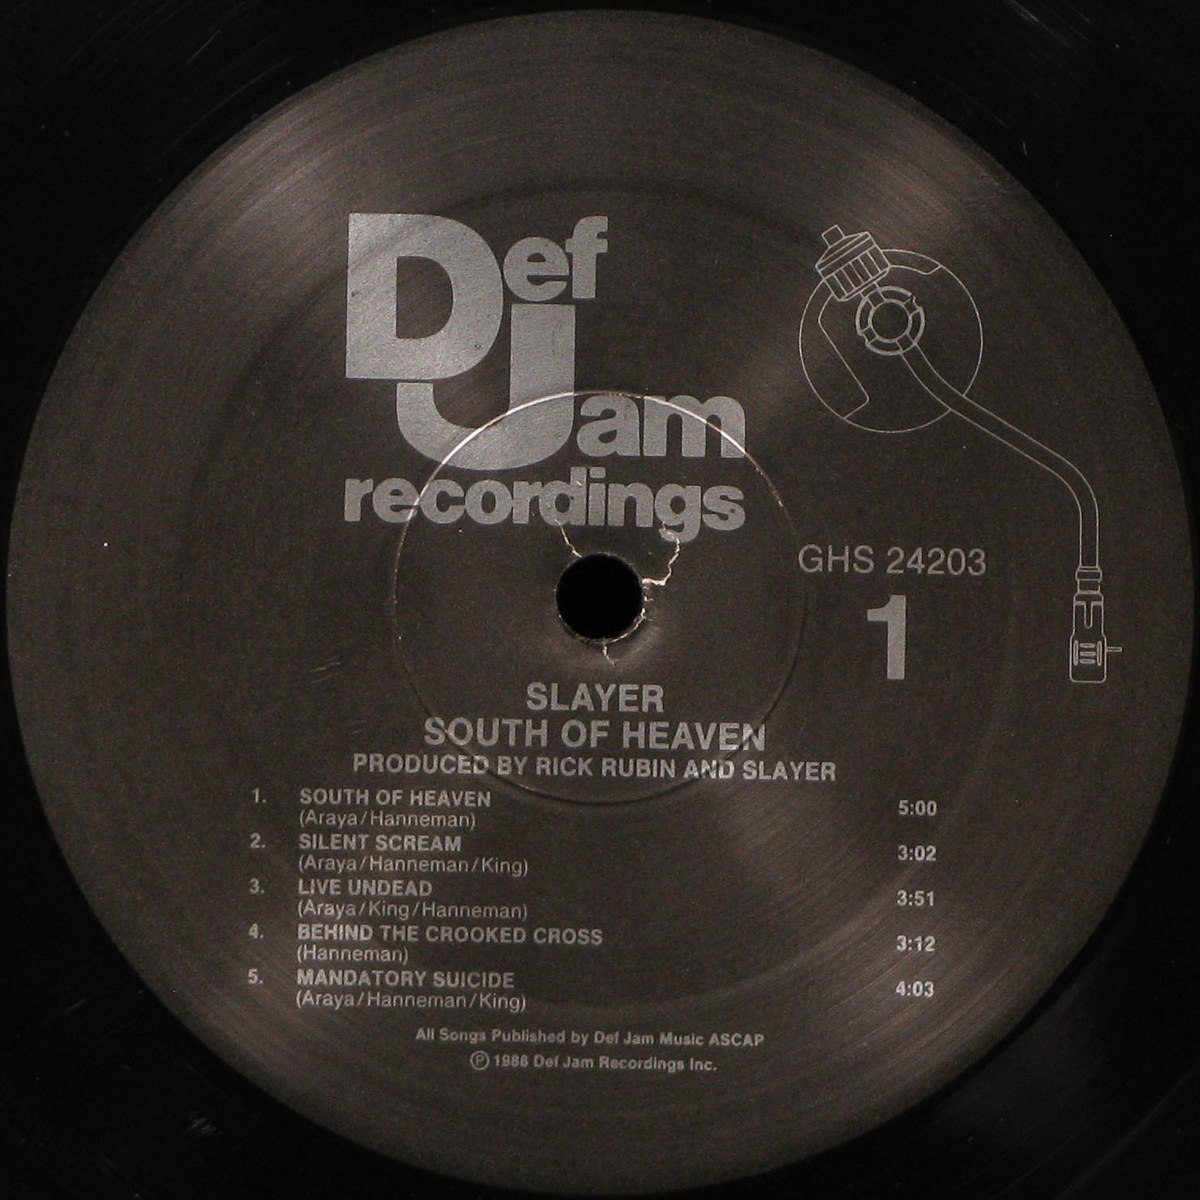 Def
Jam
recordings
GHS 24203
1
SLAYER
SOUTH OF HEAVEN
PRODUCED BY RICK RUBIN AND SLAYER
1. SOUTH OF HEAVEN 5:00
(Araya/Hanneman)
2. SILENT SCREAM 3:02
(Araya/Hanneman/King)
3. LIVE UNDEAD 3:51
(Araya/King/Hanneman)
4. BEHIND THE CROOKED CROSS 3:12
(Hanneman)
5. MANDATORY SUICIDE 4:03
(Araya/Hanneman/King)
All Songs Published by Def Jam Music ASCAP
Ⓟ 1988 Def Jam Recordings Inc.